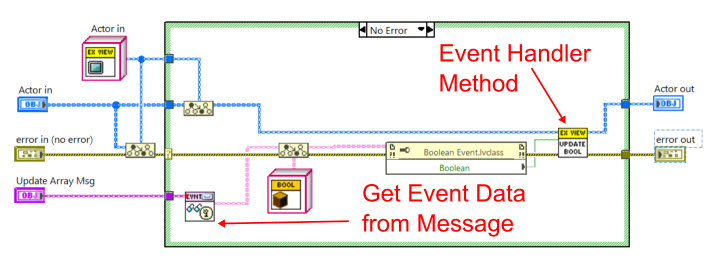 Actor in
EX VIEW
No Error
Event Handler
Method
Actor in
OBJ
Actor out
OBJ
EX VIEW
UPDATE
BOOL
error in (no error)
error out
Boolean Event.lvclass
Boolean
BOOL
Update Array Msg
OBJ
EVNT
Get Event Data
from Message